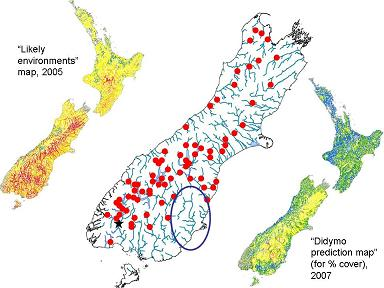 "Likely
environments"
map, 2005
"Didymo
prediction map"
(for % cover),
2007